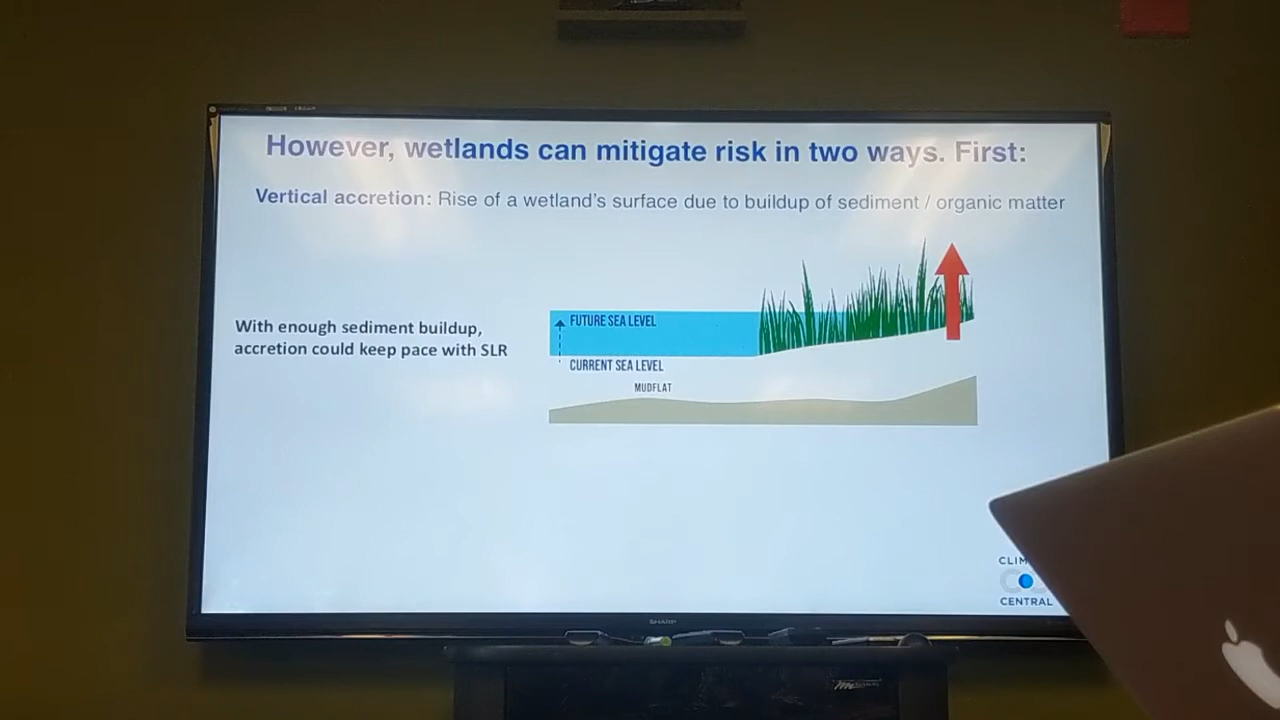 However, wetlands can mitigate risk in two ways. First:
Vertical accretion: Rise of a wetland's surface due to buildup of sediment / organic matter
With enough sediment buildup,
accretion could keep pace with SLR
FUTURE SEA LEVEL
CURRENT SEA LEVEL
MUDFLAT
CLIM
CENTRAL
SHARP